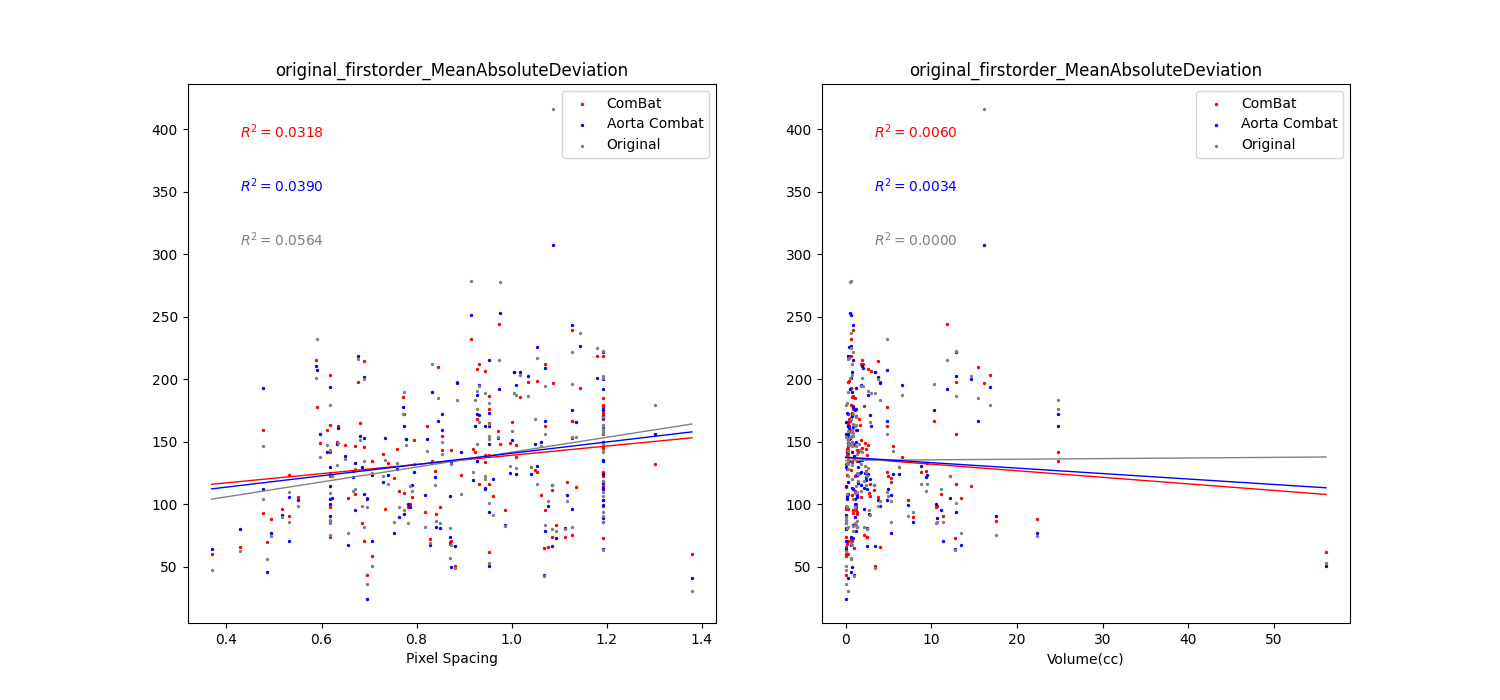 original_firstorder_MeanAbsoluteDeviation
ComBat
Aorta Combat
Original
R² = 0.0318
R² = 0.0390
R² = 0.0564
400
350
300
250
200
150
100
50
0.4 0.6 0.8 1.0 1.2 1.4
Pixel Spacing
original_firstorder_MeanAbsoluteDeviation
ComBat
Aorta Combat
Original
R² = 0.0060
R² = 0.0034
R² = 0.0000
400
350
300
250
200
150
100
50
0 10 20 30 40 50
Volume(cc)